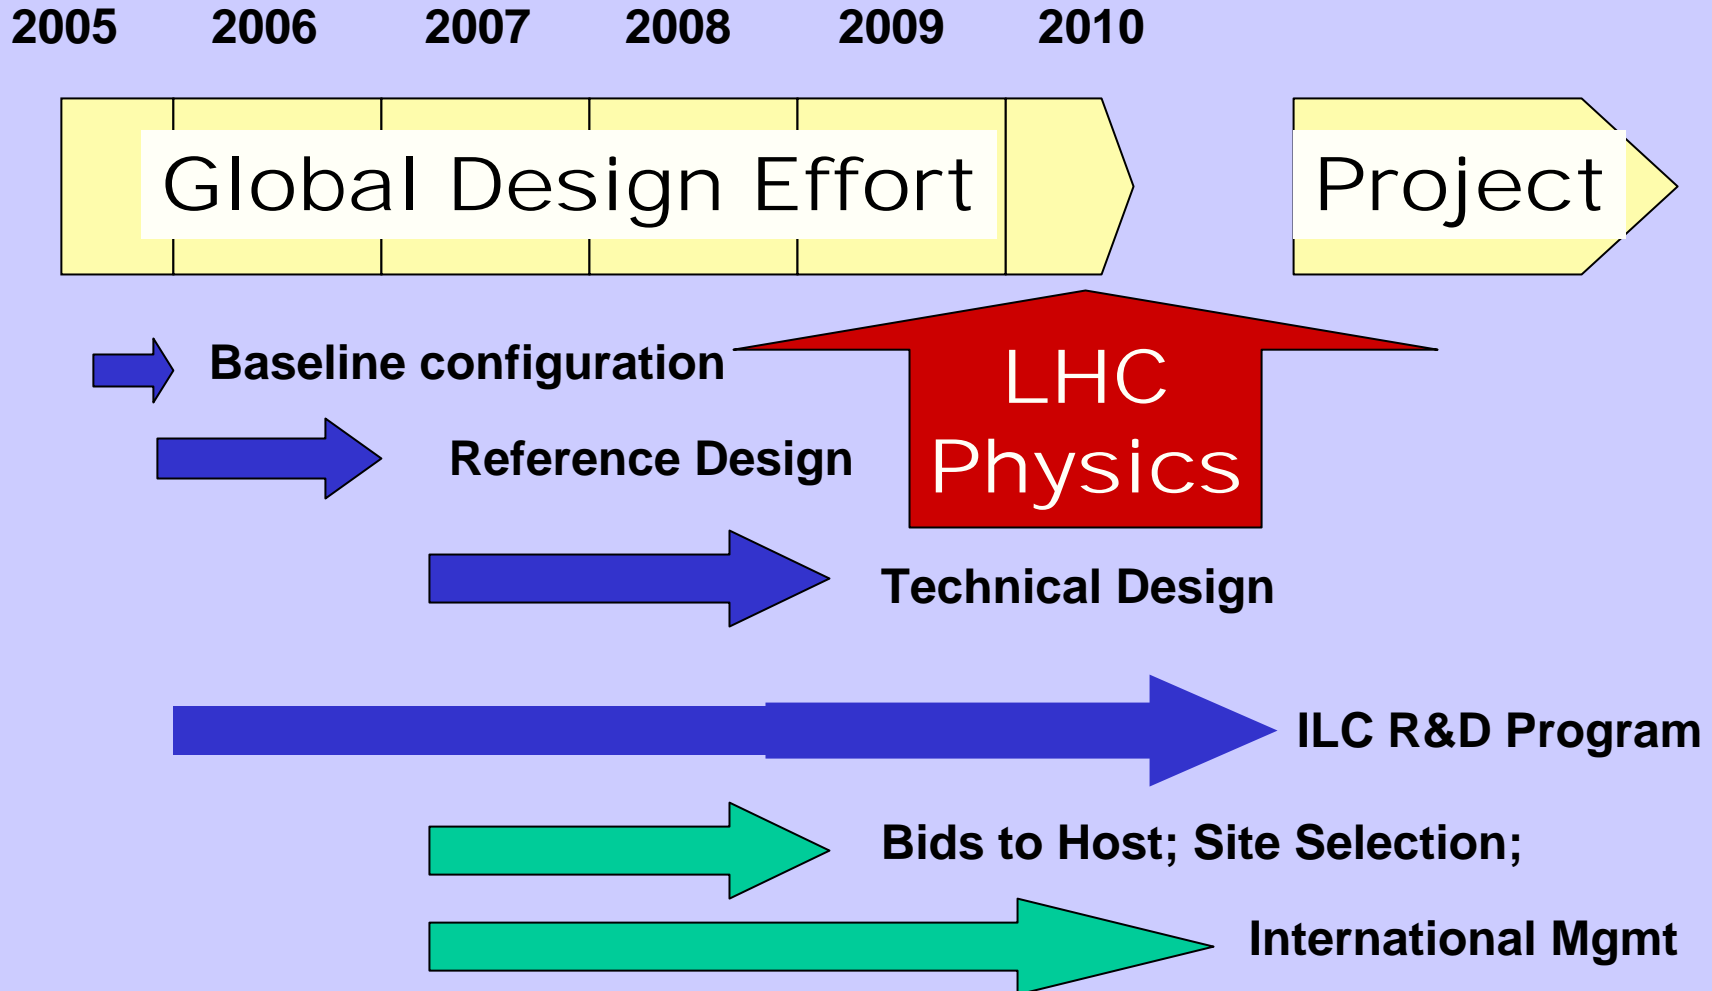 2005 2006 2007 2008 2009 2010
Global Design Effort
Project
Baseline configuration
LHC
Physics
Reference Design
Technical Design
ILC R&D Program
Bids to Host; Site Selection;
International Mgmt